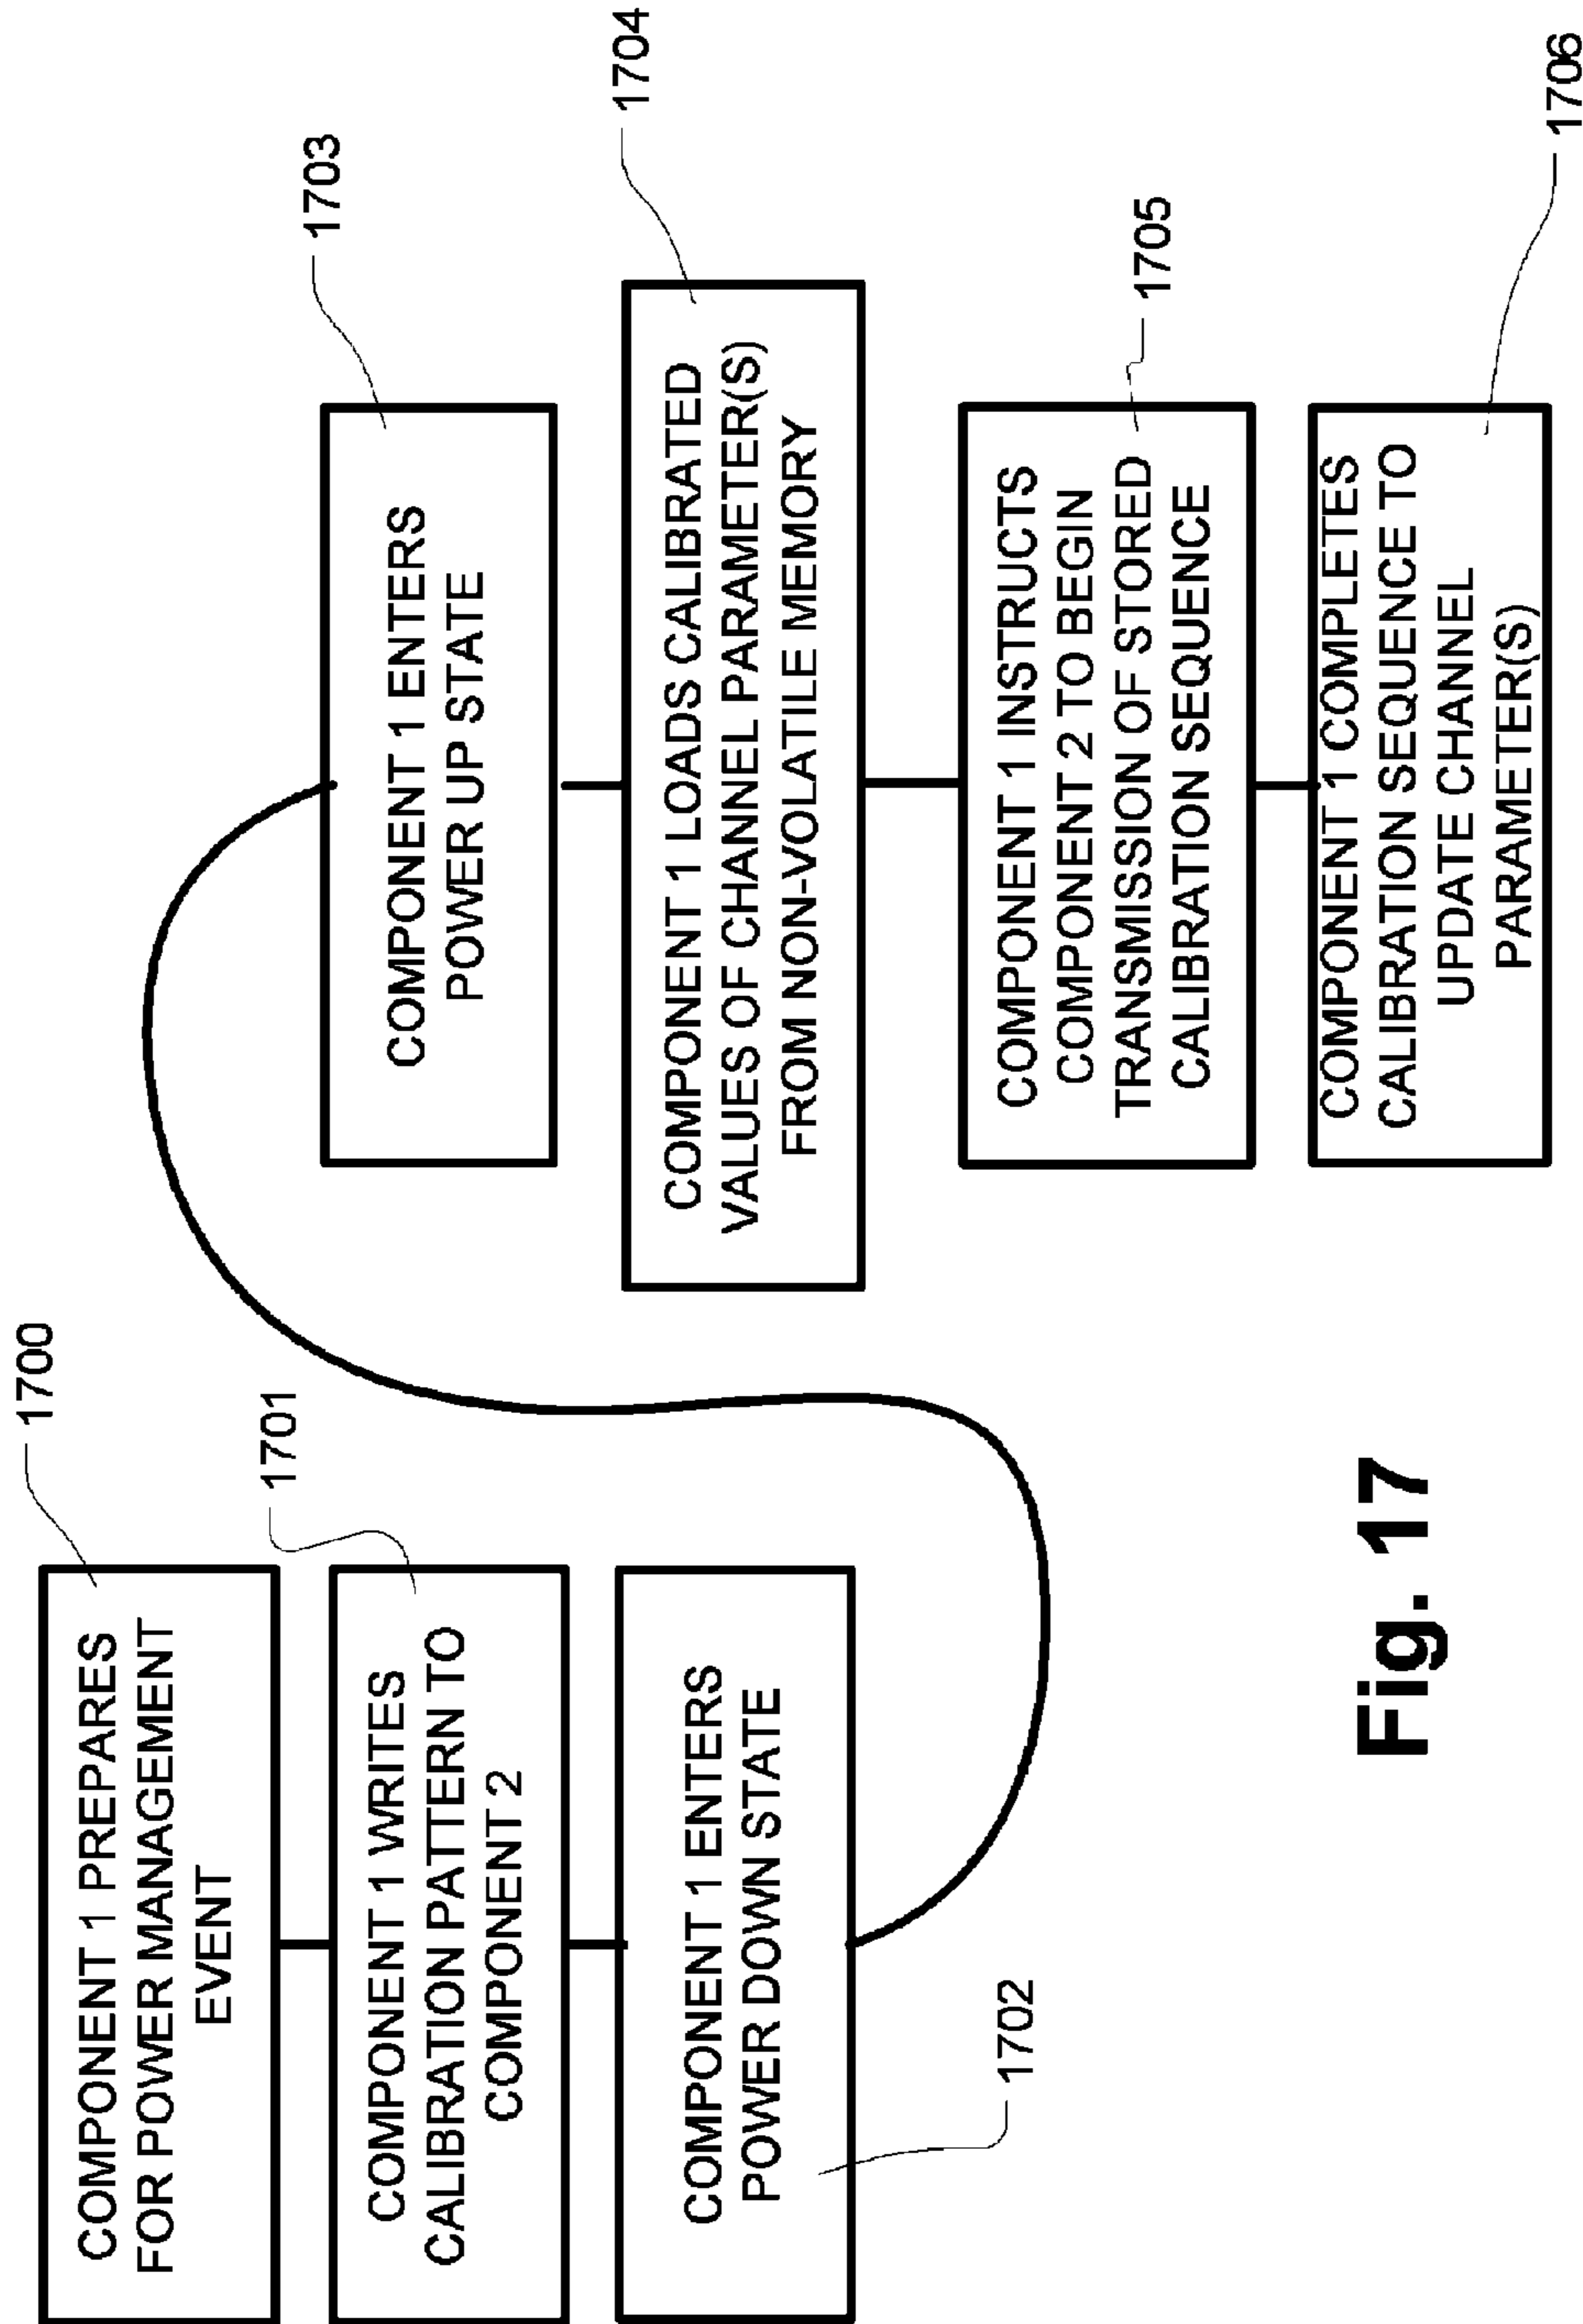 1700
COMPONENT 1 PREPARES
FOR POWER MANAGEMENT
EVENT
1701
COMPONENT 1 WRITES
CALIBRATION PATTERN TO
COMPONENT 2
COMPONENT 1 ENTERS
POWER DOWN STATE
1702
1703
COMPONENT 1 ENTERS
POWER UP STATE
1704
COMPONENT 1 LOADS CALIBRATED
VALUES OF CHANNEL PARAMETER(S)
FROM NON-VOLATILE MEMORY
1705
COMPONENT 1 INSTRUCTS
COMPONENT 2 TO BEGIN
TRANSMISSION OF STORED
CALIBRATION SEQUENCE
COMPONENT 1 COMPLETES
CALIBRATION SEQUENCE TO
UPDATE CHANNEL
PARAMETER(S)
1706
Fig. 17